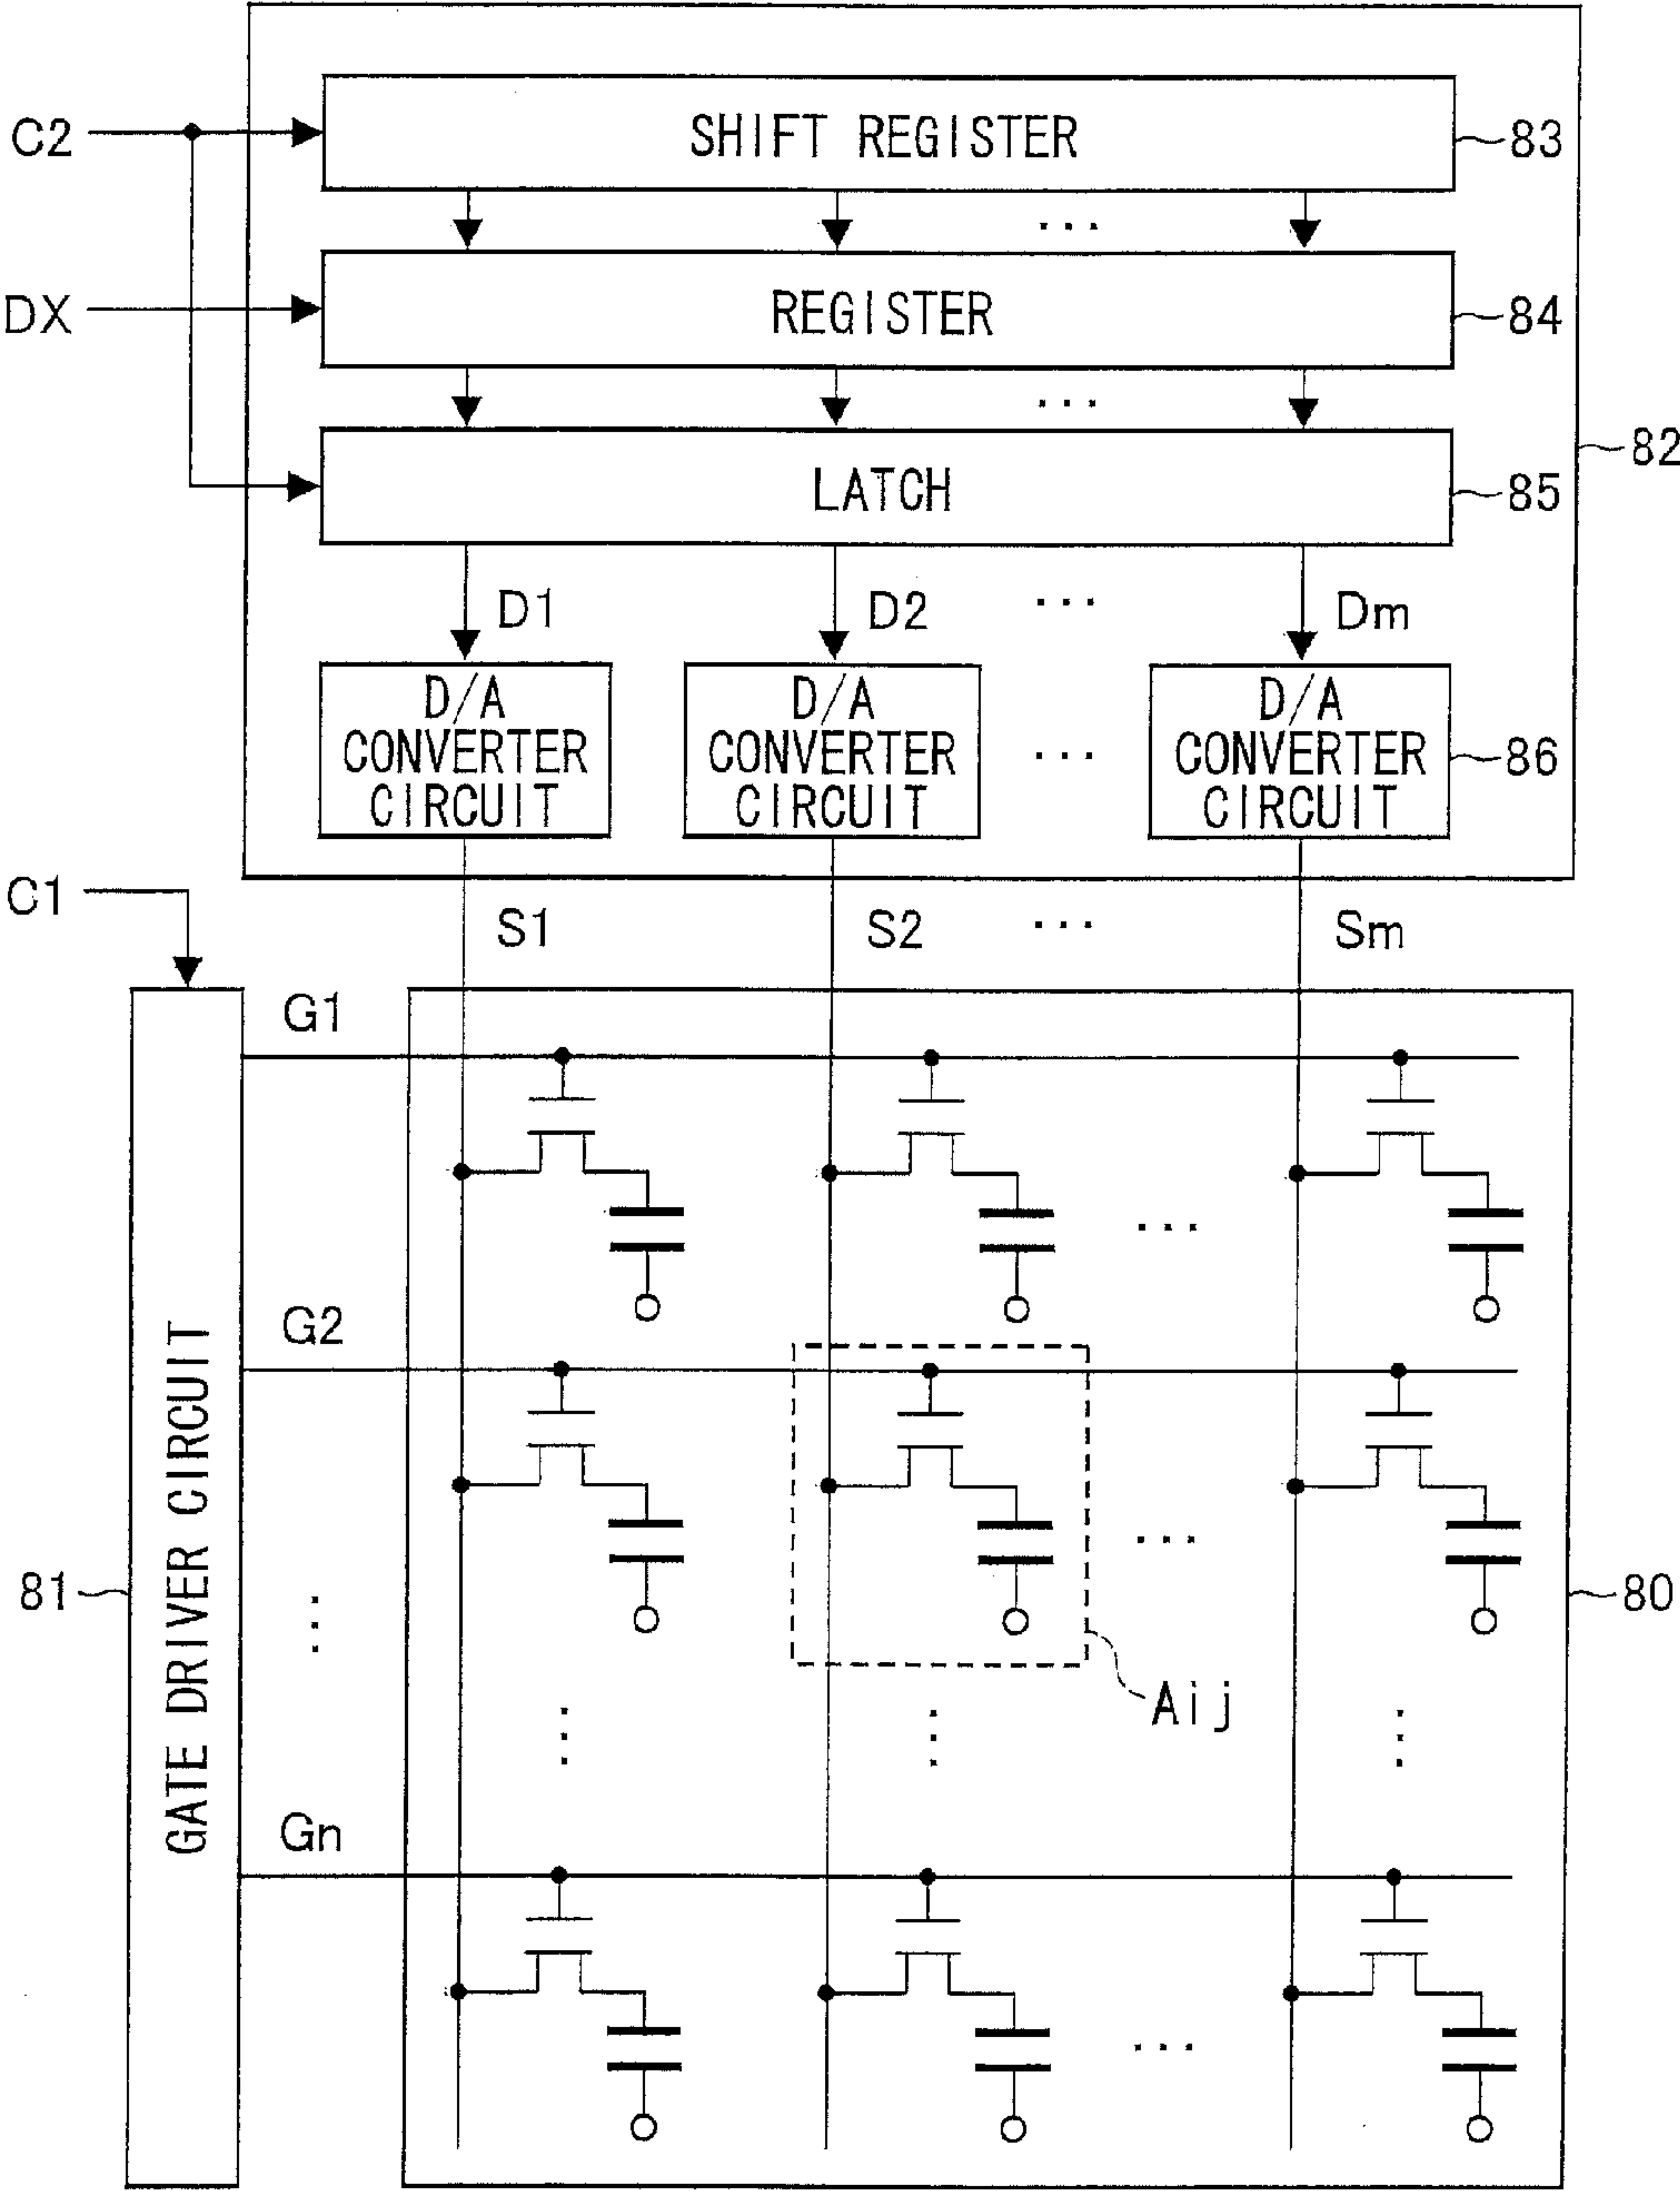 C2
SHIFT REGISTER
83
...
DX
REGISTER
84
...
82
LATCH
85
D1
D2
...
Dm
D/A
CONVERTER
CIRCUIT
D/A
CONVERTER
CIRCUIT
...
D/A
CONVERTER
CIRCUIT
86
C1
S1
S2
...
Sm
G1
...
G2
...
GATE DRIVER CIRCUIT
81
80
Aij
Gn
...